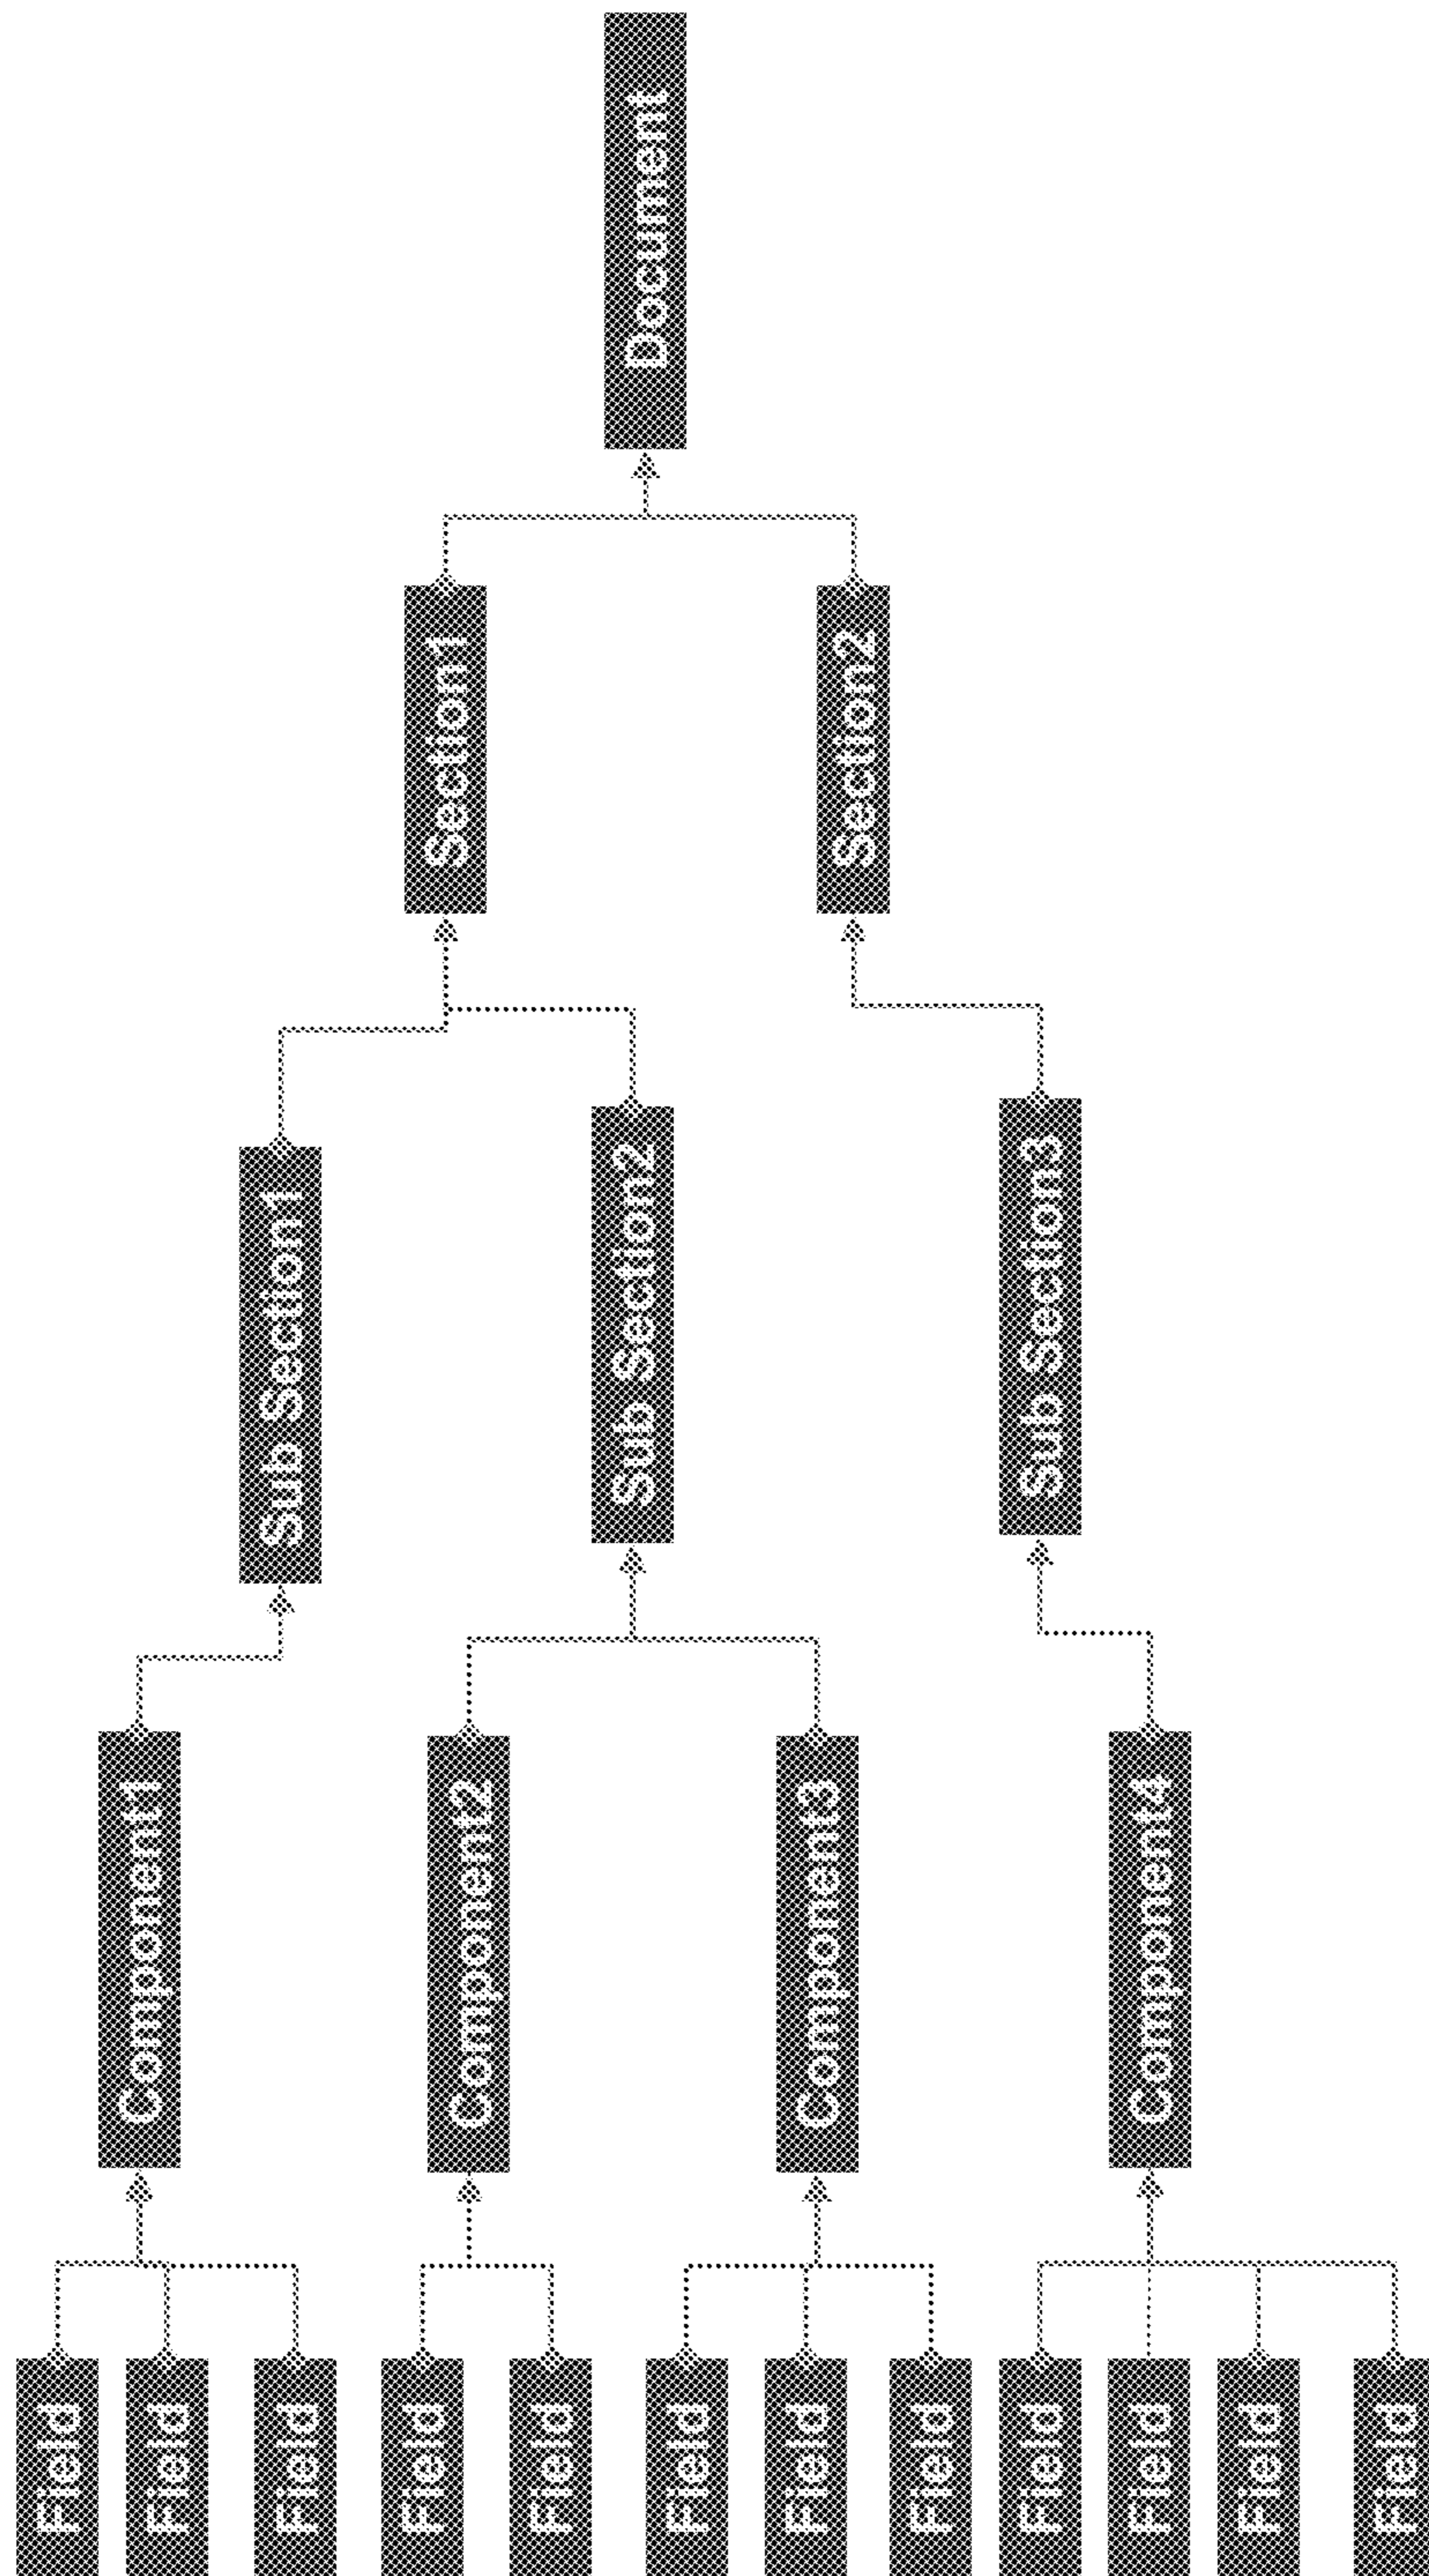 Document
Section1
Section2
Sub Section1
Sub Section2
Sub Section3
Component1
Component2
Component3
Component4
Field
Field
Field
Field
Field
Field
Field
Field
Field
Field
Field
Field